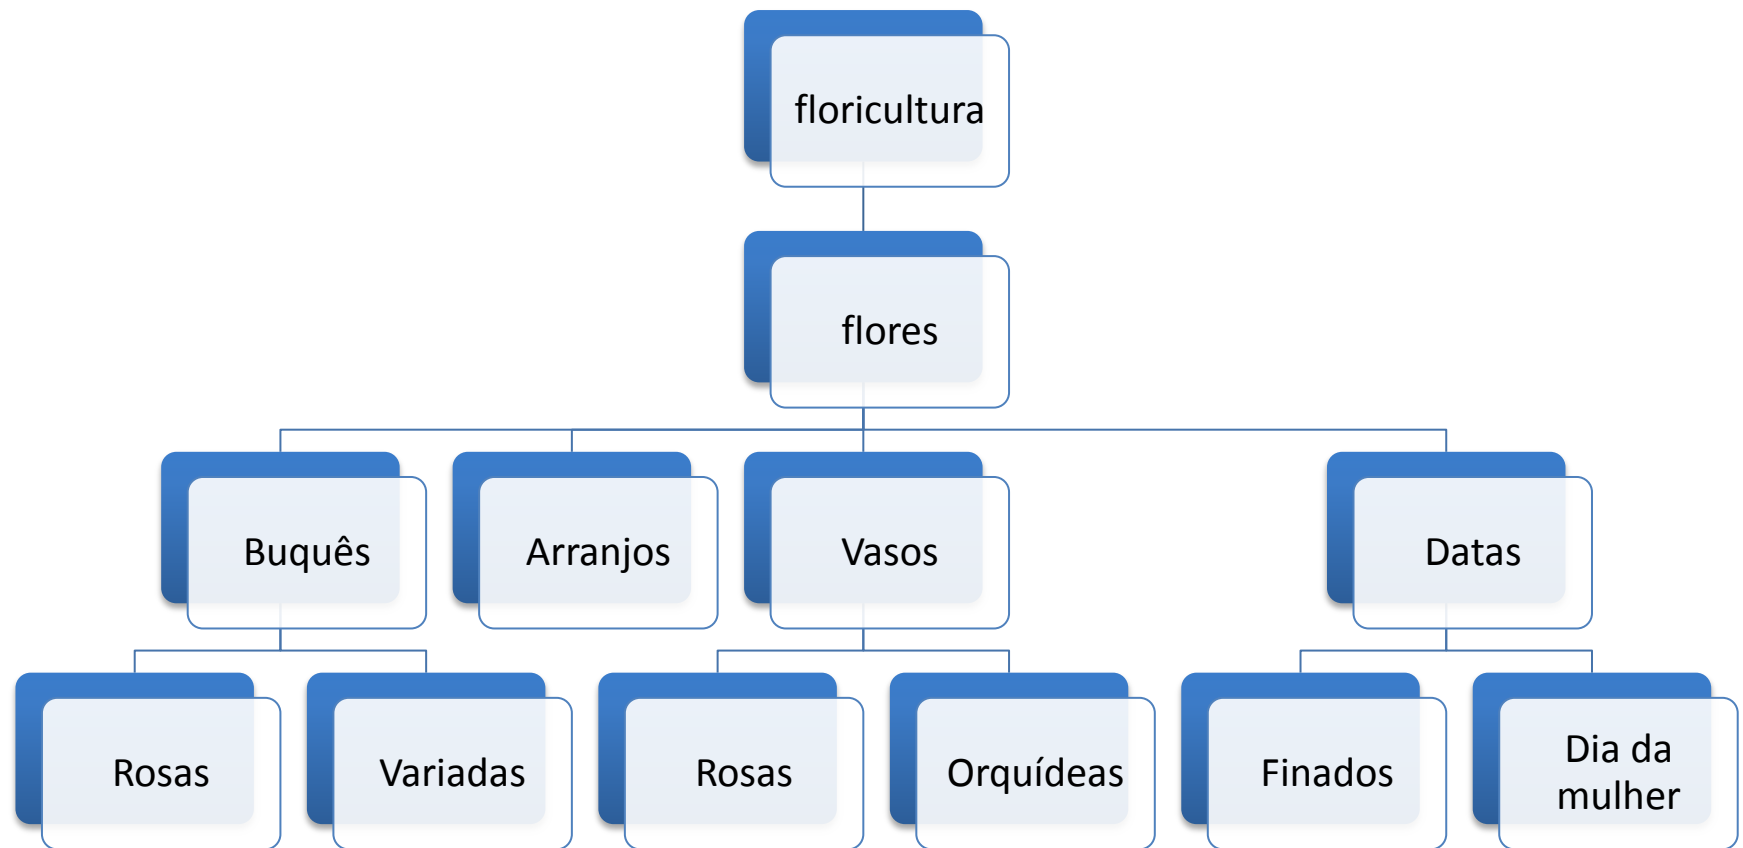 floricultura
flores
Buquês
Arranjos
Vasos
Datas
Rosas
Variadas
Rosas
Orquídeas
Finados
Dia da
mulher